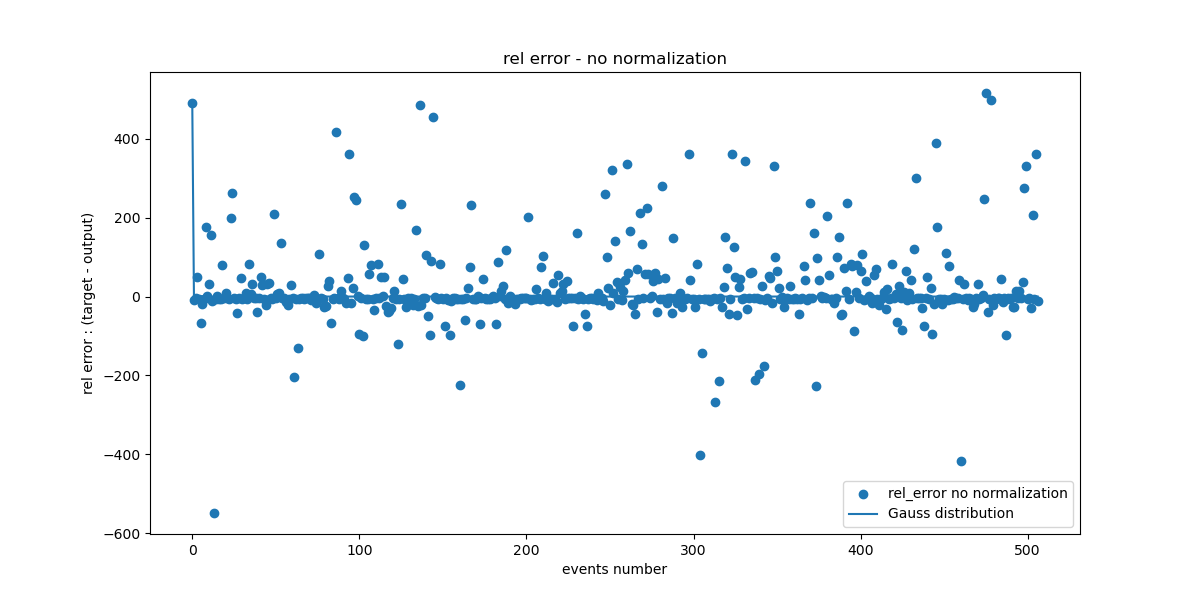 rel error - no normalization
rel error : (target - output)
400
200
0
−200
−400
−600
0 100 200 300 400 500
events number
rel_error no normalization
Gauss distribution